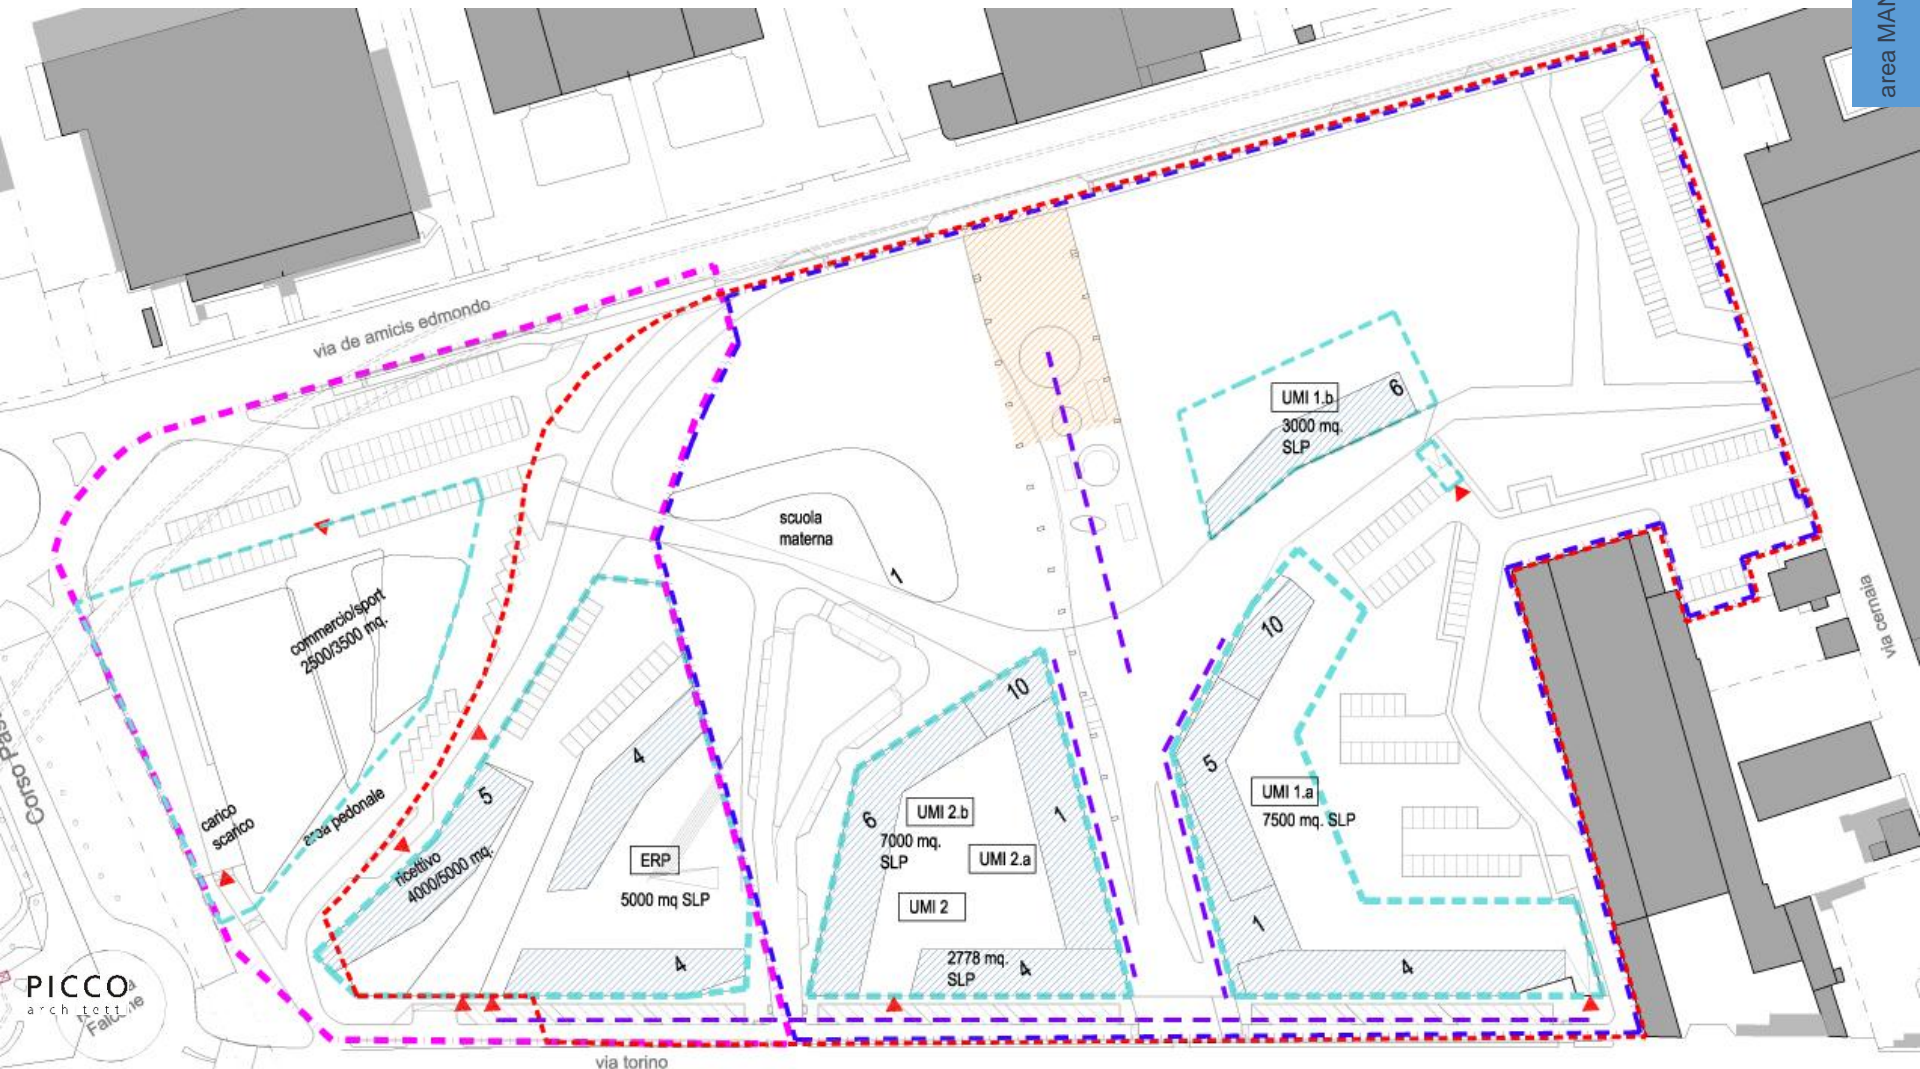 area MAN
via de amicis edmondo
UMI 1.b
6
3000 mq.
SLP
scuola
materna
1
commercio/sport
2500/3500 mq.
via cernaia
10
10
4
5
5
UMI 1.a
7500 mq. SLP
carico
scarico
area pedonale
6
UMI 2.b
7000 mq.
SLP
1
UMI 2.a
ricettivo
4000/5000 mq.
ERP
5000 mq SLP
UMI 2
1
4
2778 mq.
SLP
4
4
Corso
PICCO
architetti
Falcone
via torino